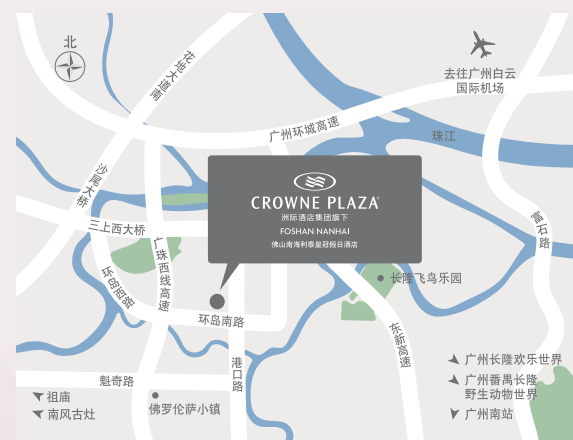 北
花地大道南
去往广州白云
国际机场
广州环城高速
珠江
沙尾大桥
CROWNE PLAZA®
洲际酒店集团旗下
FOSHAN NANHAI
佛山南海利泰皇冠假日酒店
三上西大桥
广珠西线高速
富石路
环岛西路
长隆飞鸟乐园
环岛南路
东新高速
港口路
魁奇路
祖庙
南风古灶
佛罗伦萨小镇
广州长隆欢乐世界
广州番禺长隆
野生动物世界
广州南站